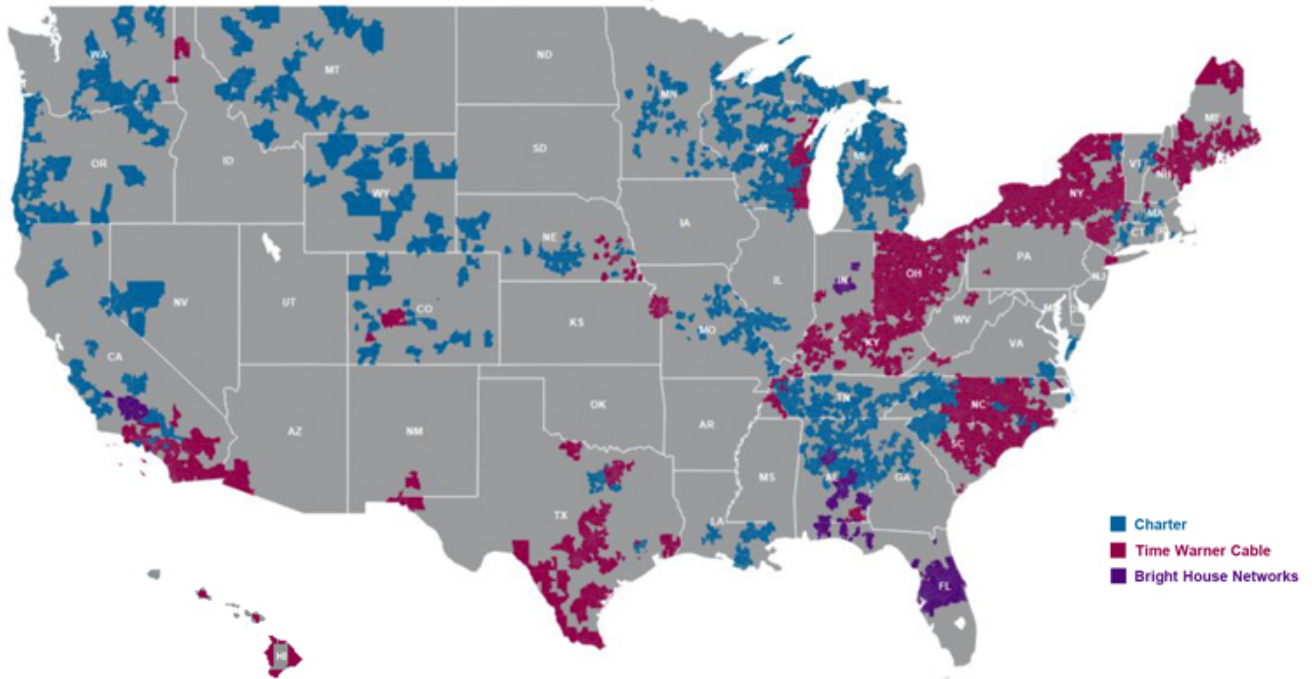 WA
MT
ND
MN
ME
OR
ID
SD
WI
MI
VT
NH
NY
WY
MA
CT
RI
IA
NE
PA
NJ
NV
UT
CO
KS
MO
IL
IN
OH
WV
VA
KY
CA
AZ
NM
OK
AR
TN
NC
SC
MS
GA
TX
LA
FL
HI
Charter
Time Warner Cable
Bright House Networks